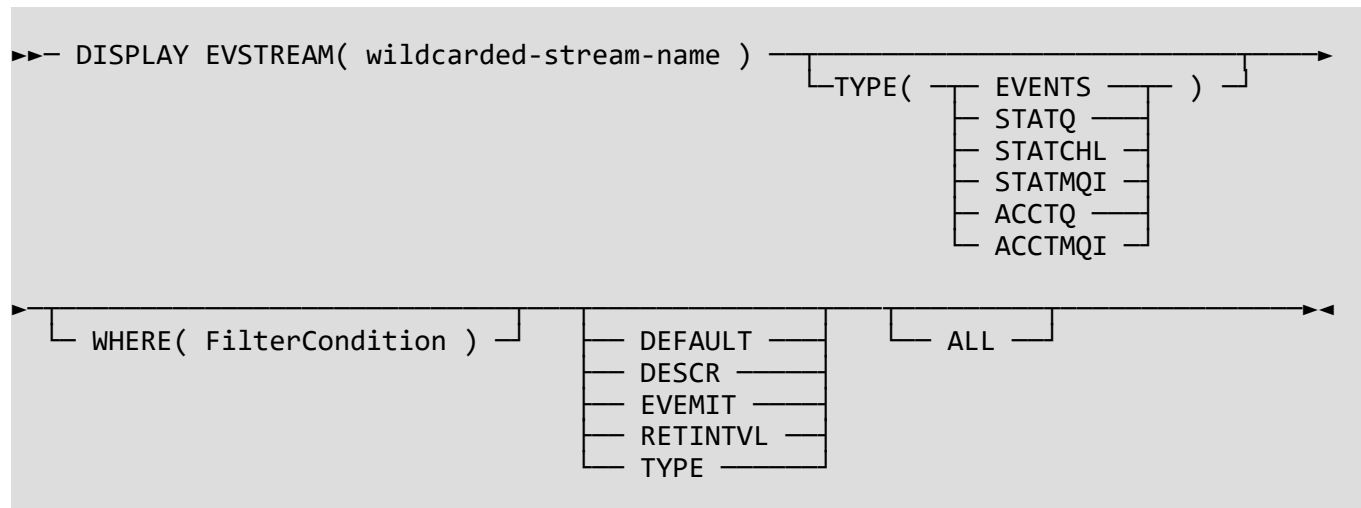 DISPLAY EVSTREAM( wildcarded-stream-name )
TYPE( EVENTS )
STATQ
STATCHL
STATMQI
ACCTQ
ACCTMQI
WHERE( FilterCondition ) DEFAULT ALL
DESCR
EVEMIT
RETINTVL
TYPE